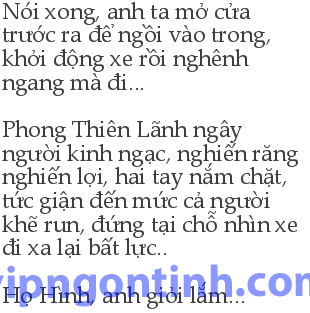 Nói xong, anh ta mở cửa
trước ra để ngồi vào trong,
khởi động xe rồi nghênh
ngang mà đi...
Phong Thiên Lãnh ngây
người kinh ngạc, nghiến răng
nghiến lợi, hai tay nắm chặt,
tức giận đến mức cả người
khẽ run, đứng tại chỗ nhìn xe
đi xa lại bất lực..
vipngontinh.com
Họ Hình, anh giỏi lắm...